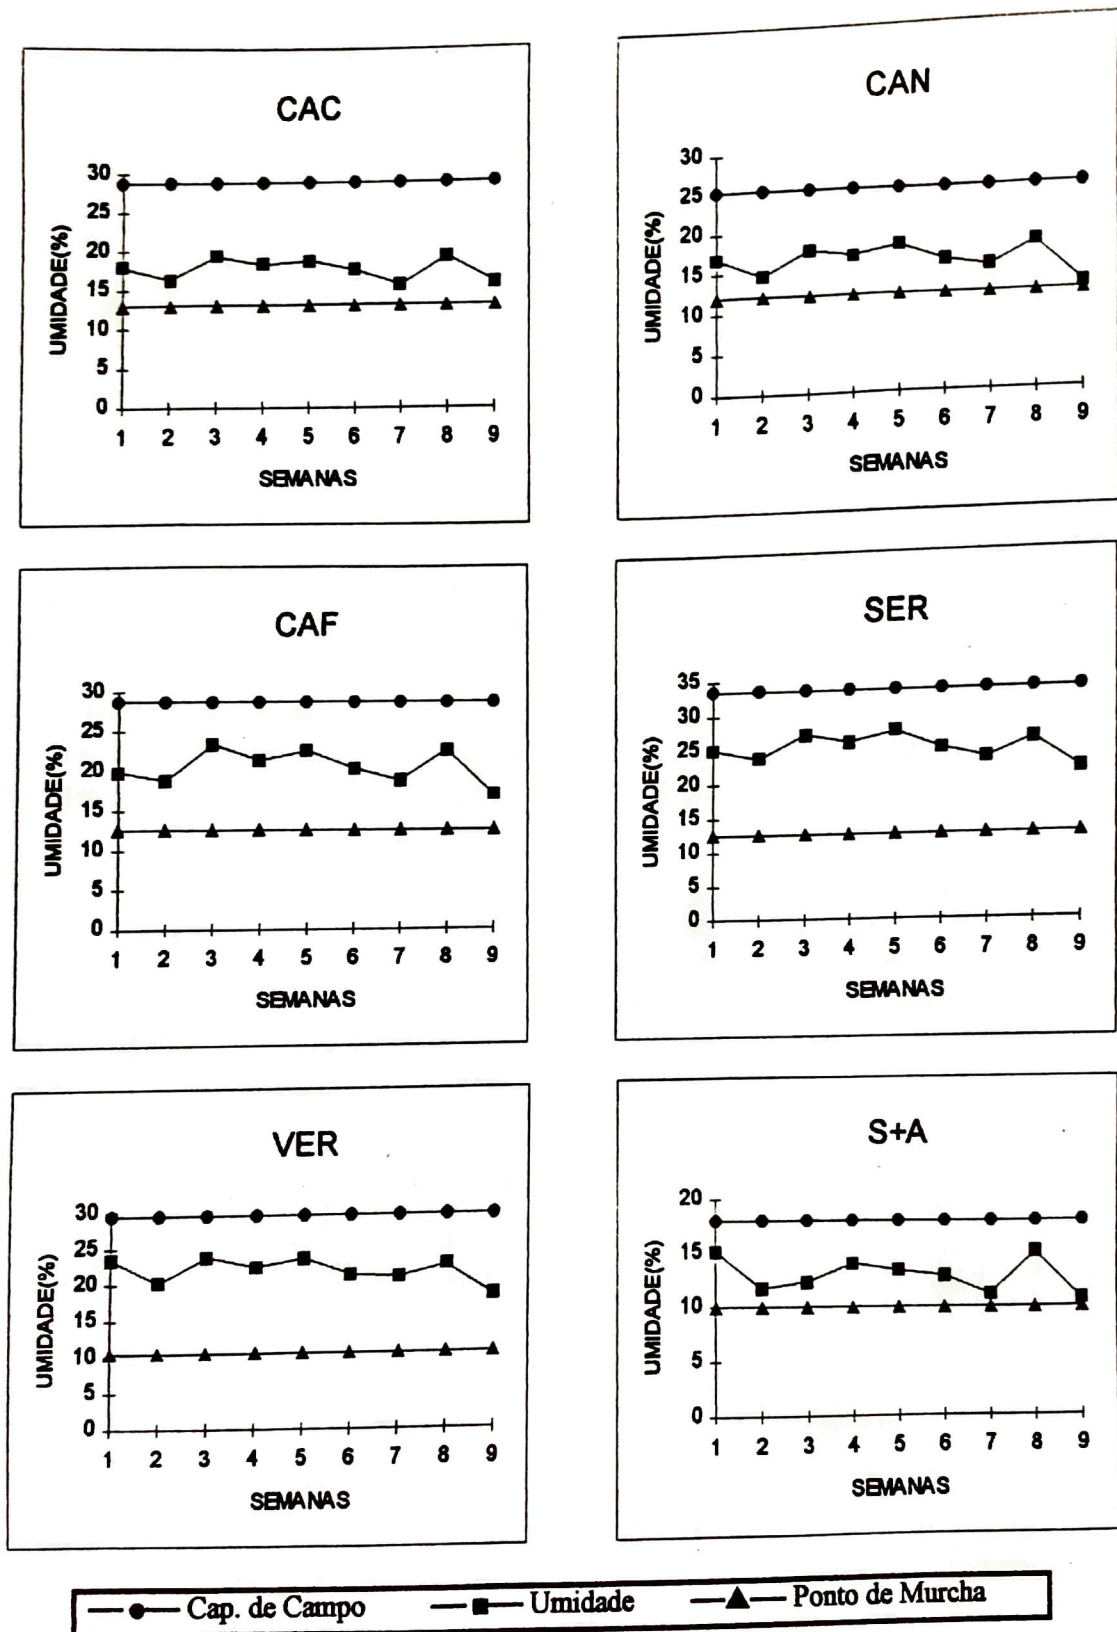 CAC
UMIDADE(%)
30
25
20
15
10
5
0
1 2 3 4 5 6 7 8 9
SEMANAS
CAN
UMIDADE(%)
30
25
20
15
10
5
0
1 2 3 4 5 6 7 8 9
SEMANAS
CAF
UMIDADE(%)
30
25
20
15
10
5
0
1 2 3 4 5 6 7 8 9
SEMANAS
SER
UMIDADE(%)
35
30
25
20
15
10
5
0
1 2 3 4 5 6 7 8 9
SEMANAS
VER
UMIDADE(%)
30
25
20
15
10
5
0
1 2 3 4 5 6 7 8 9
SEMANAS
S+A
UMIDADE(%)
20
15
10
5
0
1 2 3 4 5 6 7 8 9
SEMANAS
Cap. de Campo Umidade Ponto de Murcha